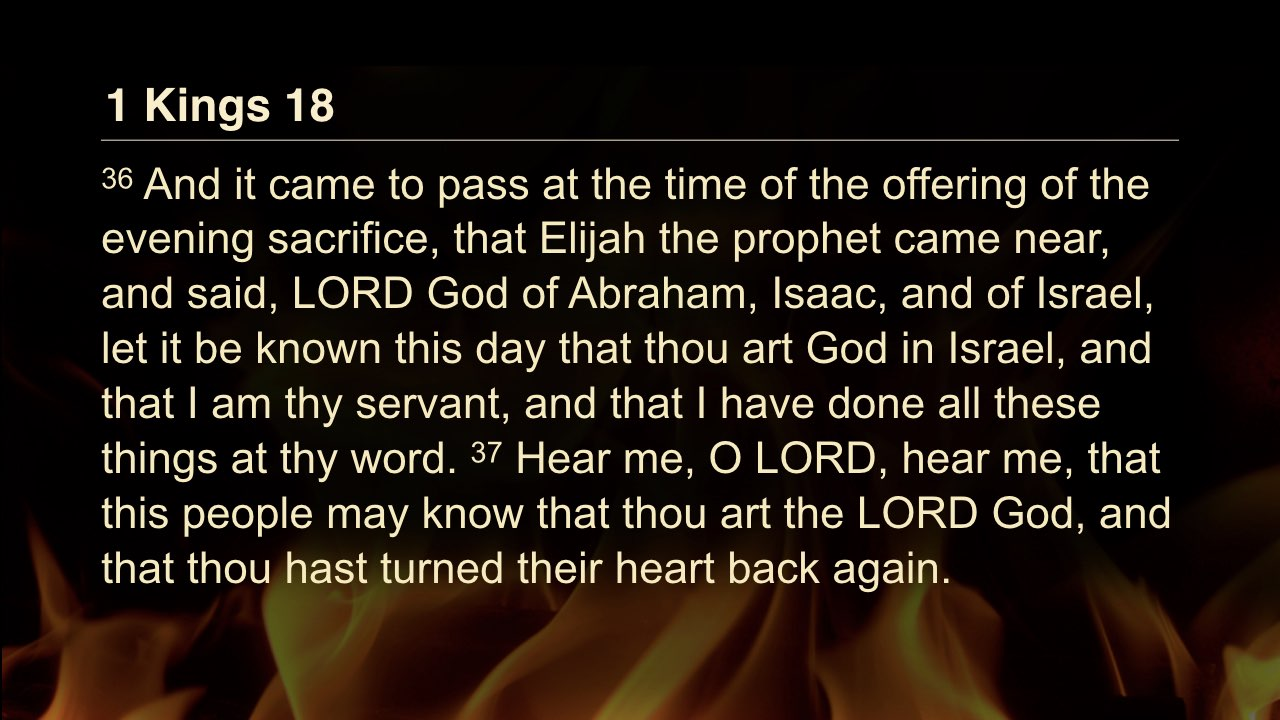 1 Kings 18
36 And it came to pass at the time of the offering of the
evening sacrifice, that Elijah the prophet came near,
and said, LORD God of Abraham, Isaac, and of Israel,
let it be known this day that thou art God in Israel, and
that I am thy servant, and that I have done all these
things at thy word. 37 Hear me, O LORD, hear me, that
this people may know that thou art the LORD God, and
that thou hast turned their heart back again.